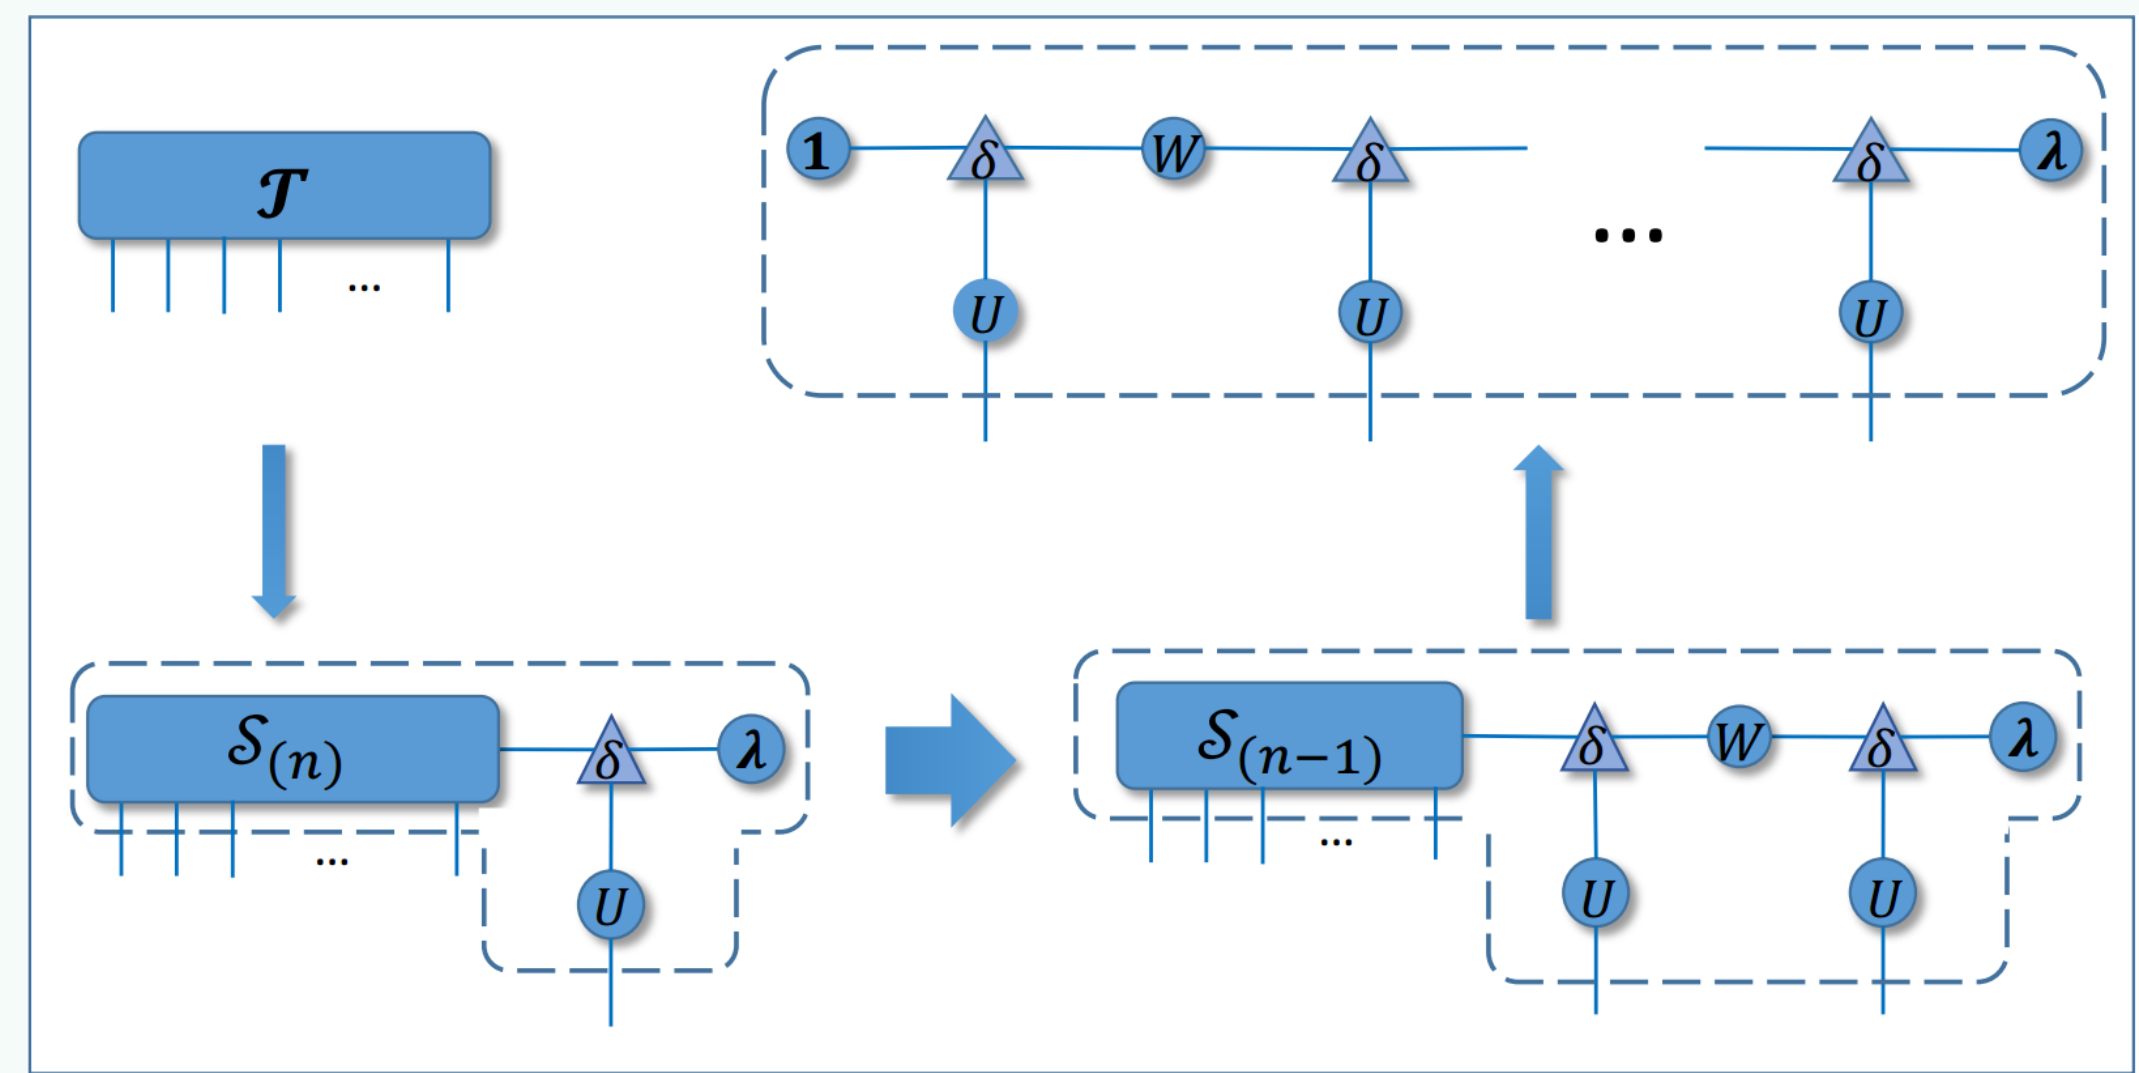 𝓣
...
1 δ W δ δ λ
...
U U U
𝒮(n) δ λ
...
U
𝒮(n−1) δ W δ λ
...
U U